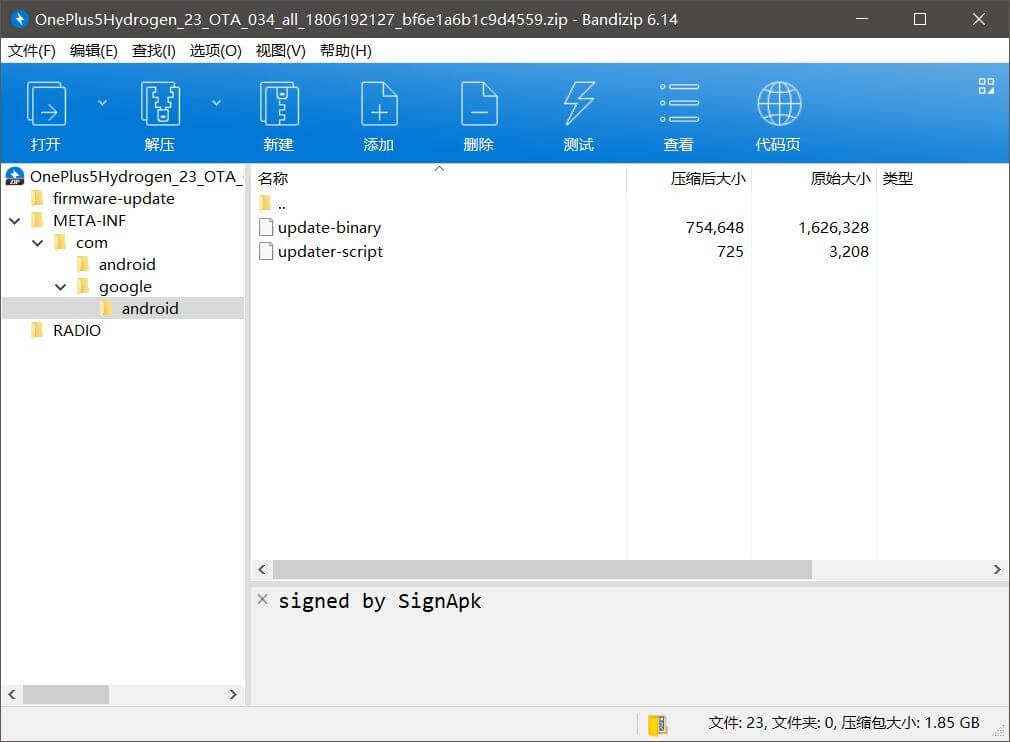 OnePlus5Hydrogen_23_OTA_034_all_1806192127_bf6e1a6b1c9d4559.zip - Bandizip 6.14
文件(F) 编辑(E) 查找(I) 选项(O) 视图(V) 帮助(H)
打开 解压 新建 添加 删除 测试 查看 代码页
OnePlus5Hydrogen_23_OTA_
firmware-update
META-INF
com
android
google
android
RADIO
名称 压缩后大小 原始大小 类型
..
update-binary 754,648 1,626,328
updater-script 725 3,208
signed by SignApk
文件: 23, 文件夹: 0, 压缩包大小: 1.85 GB